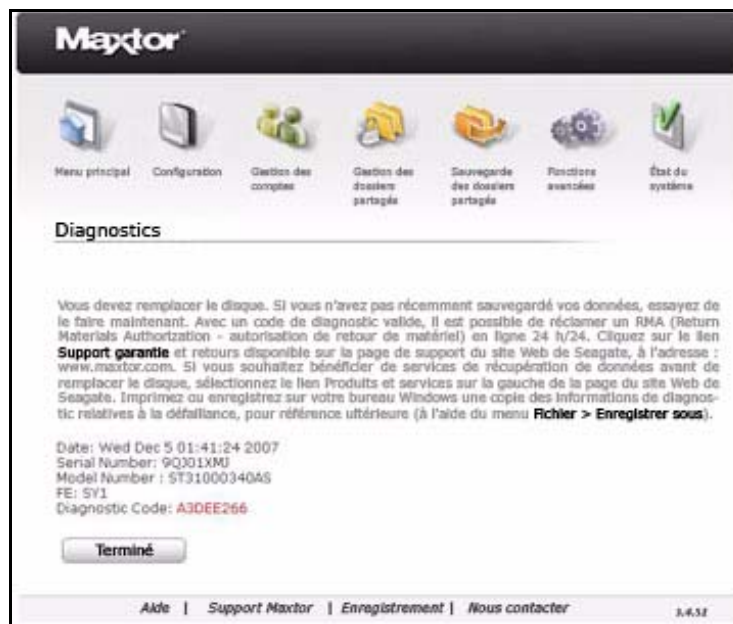 Maxtor
Menu principal
Configuration
Gestion des comptes
Gestion des dossiers partagés
Sauvegarde des dossiers partagés
Fonctions avancées
État du système
Diagnostics
Vous devez remplacer le disque. Si vous n'avez pas récemment sauvegardé vos données, essayez de
le faire maintenant. Avec un code de diagnostic valide, il est possible de réclamer un RMA (Return
Materials Authorization - autorisation de retour de matériel) en ligne 24 h/24. Cliquez sur le lien
Support garantie et retours disponible sur la page de support du site Web de Seagate, à l'adresse :
www.maxtor.com. Si vous souhaitez bénéficier de services de récupération de données avant de
remplacer le disque, sélectionnez le lien Produits et services sur la gauche de la page du site Web de
Seagate. Imprimez ou enregistrez sur votre bureau Windows une copie des informations de diagnos-
tic relatives à la défaillance, pour référence ultérieure (à l'aide du menu Fichier > Enregistrer sous).
Date: Wed Dec 5 01:41:24 2007
Serial Number: 9QJ01XMJ
Model Number : ST31000340AS
FE: SY1
Diagnostic Code: A3DEE266
Terminé
Aide | Support Maxtor | Enregistrement | Nous contacter